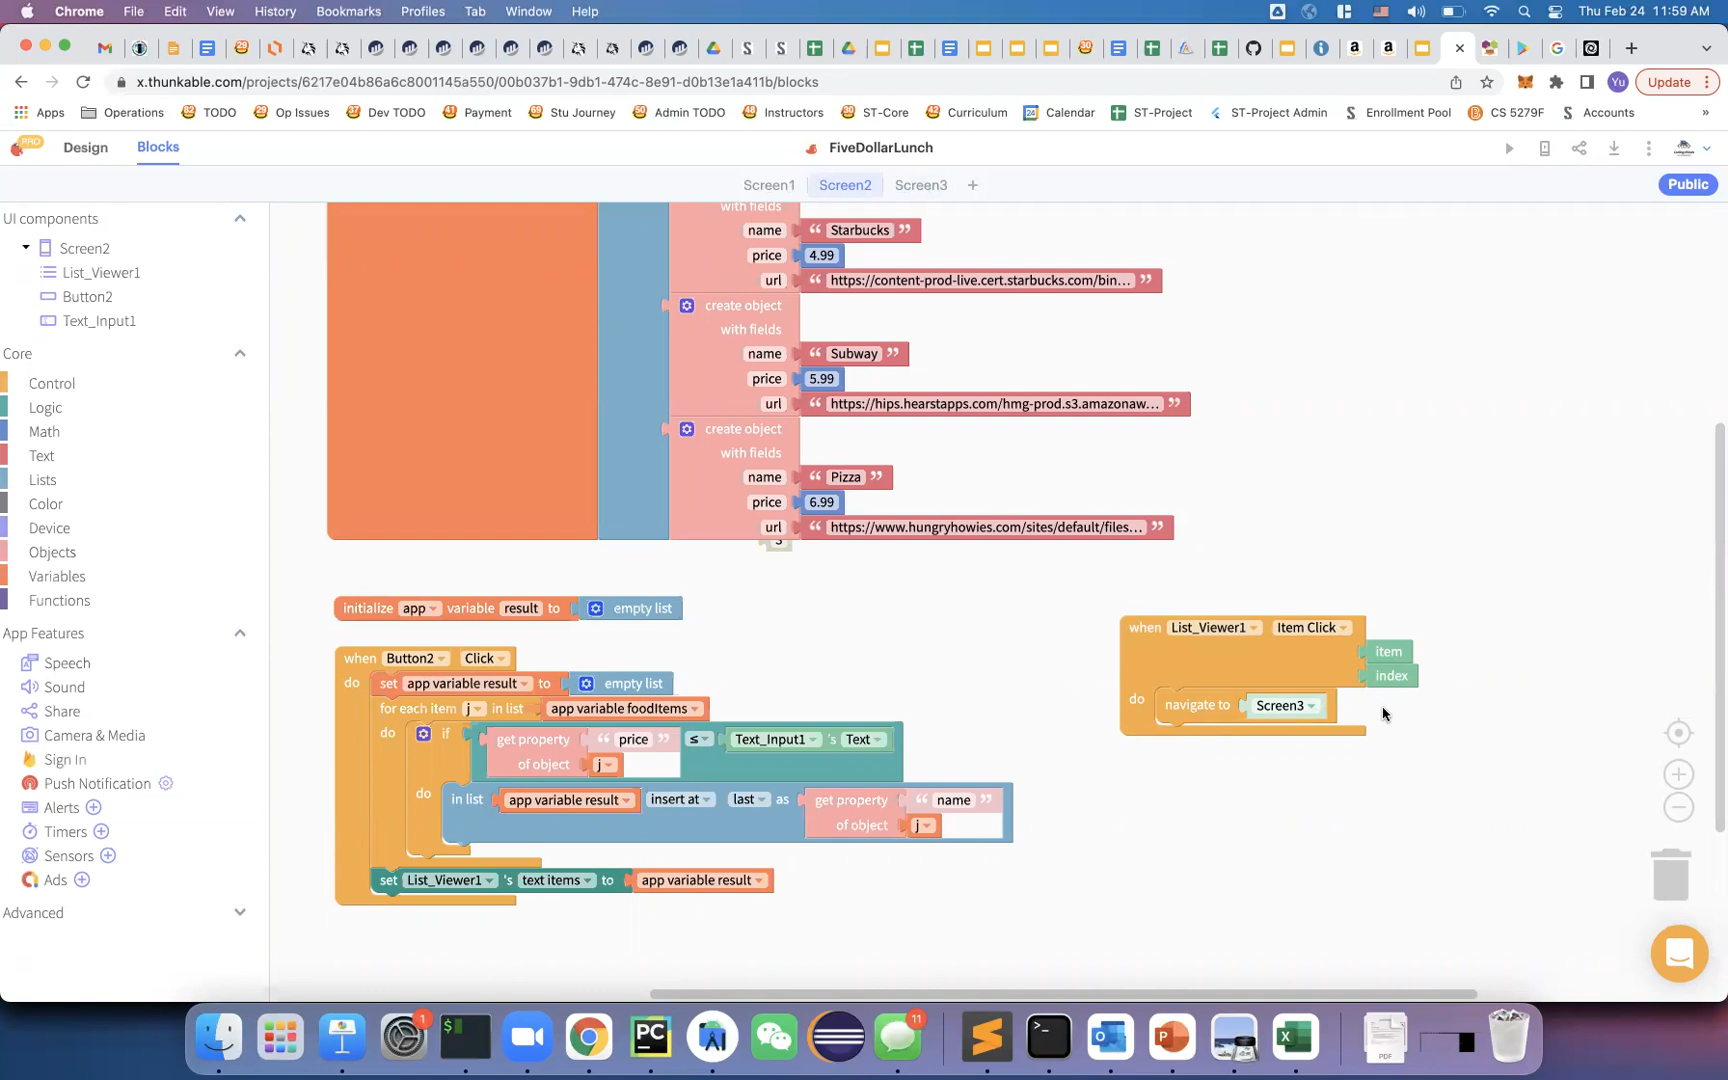 Chrome File Edit View History Bookmarks Profiles Tab Window Help Thu Feb 24 11:59 AM
x.thunkable.com/projects/6217e04b86a6c8001145a550/00b037b1-9db1-474c-8e91-d0b13e1a411b/blocks Yu Update
Apps Operations TODO Op Issues Dev TODO Payment Stu Journey Admin TODO Instructors ST-Core Curriculum Calendar ST-Project ST-Project Admin Enrollment Pool CS 5279F Accounts »
PRO Design Blocks FiveDollarLunch
Screen1 Screen2 Screen3 + Public
UI components
Screen2
List_Viewer1
Button2
Text_Input1
Core
Control
Logic
Math
Text
Lists
Color
Device
Objects
Variables
Functions
App Features
Speech
Sound
Share
Camera & Media
Sign In
Push Notification
Alerts
Timers
Sensors
Ads
Advanced
with fields
name “ Starbucks ”
price 4.99
url “ https://content-prod-live.cert.starbucks.com/bin... ”
create object
with fields
name “ Subway ”
price 5.99
url “ https://hips.hearstapps.com/hmg-prod.s3.amazonaw... ”
create object
with fields
name “ Pizza ”
price 6.99
url “ https://www.hungryhowies.com/sites/default/files... ”
initialize app variable result to empty list
when Button2 Click
do set app variable result to empty list
for each item j in list app variable foodItems
do if get property “ price ” ≤ Text_Input1 's Text
of object j
do in list app variable result insert at last as get property “ name ”
of object j
set List_Viewer1 's text items to app variable result
when List_Viewer1 Item Click
item
index
do navigate to Screen3
1
11
PDF